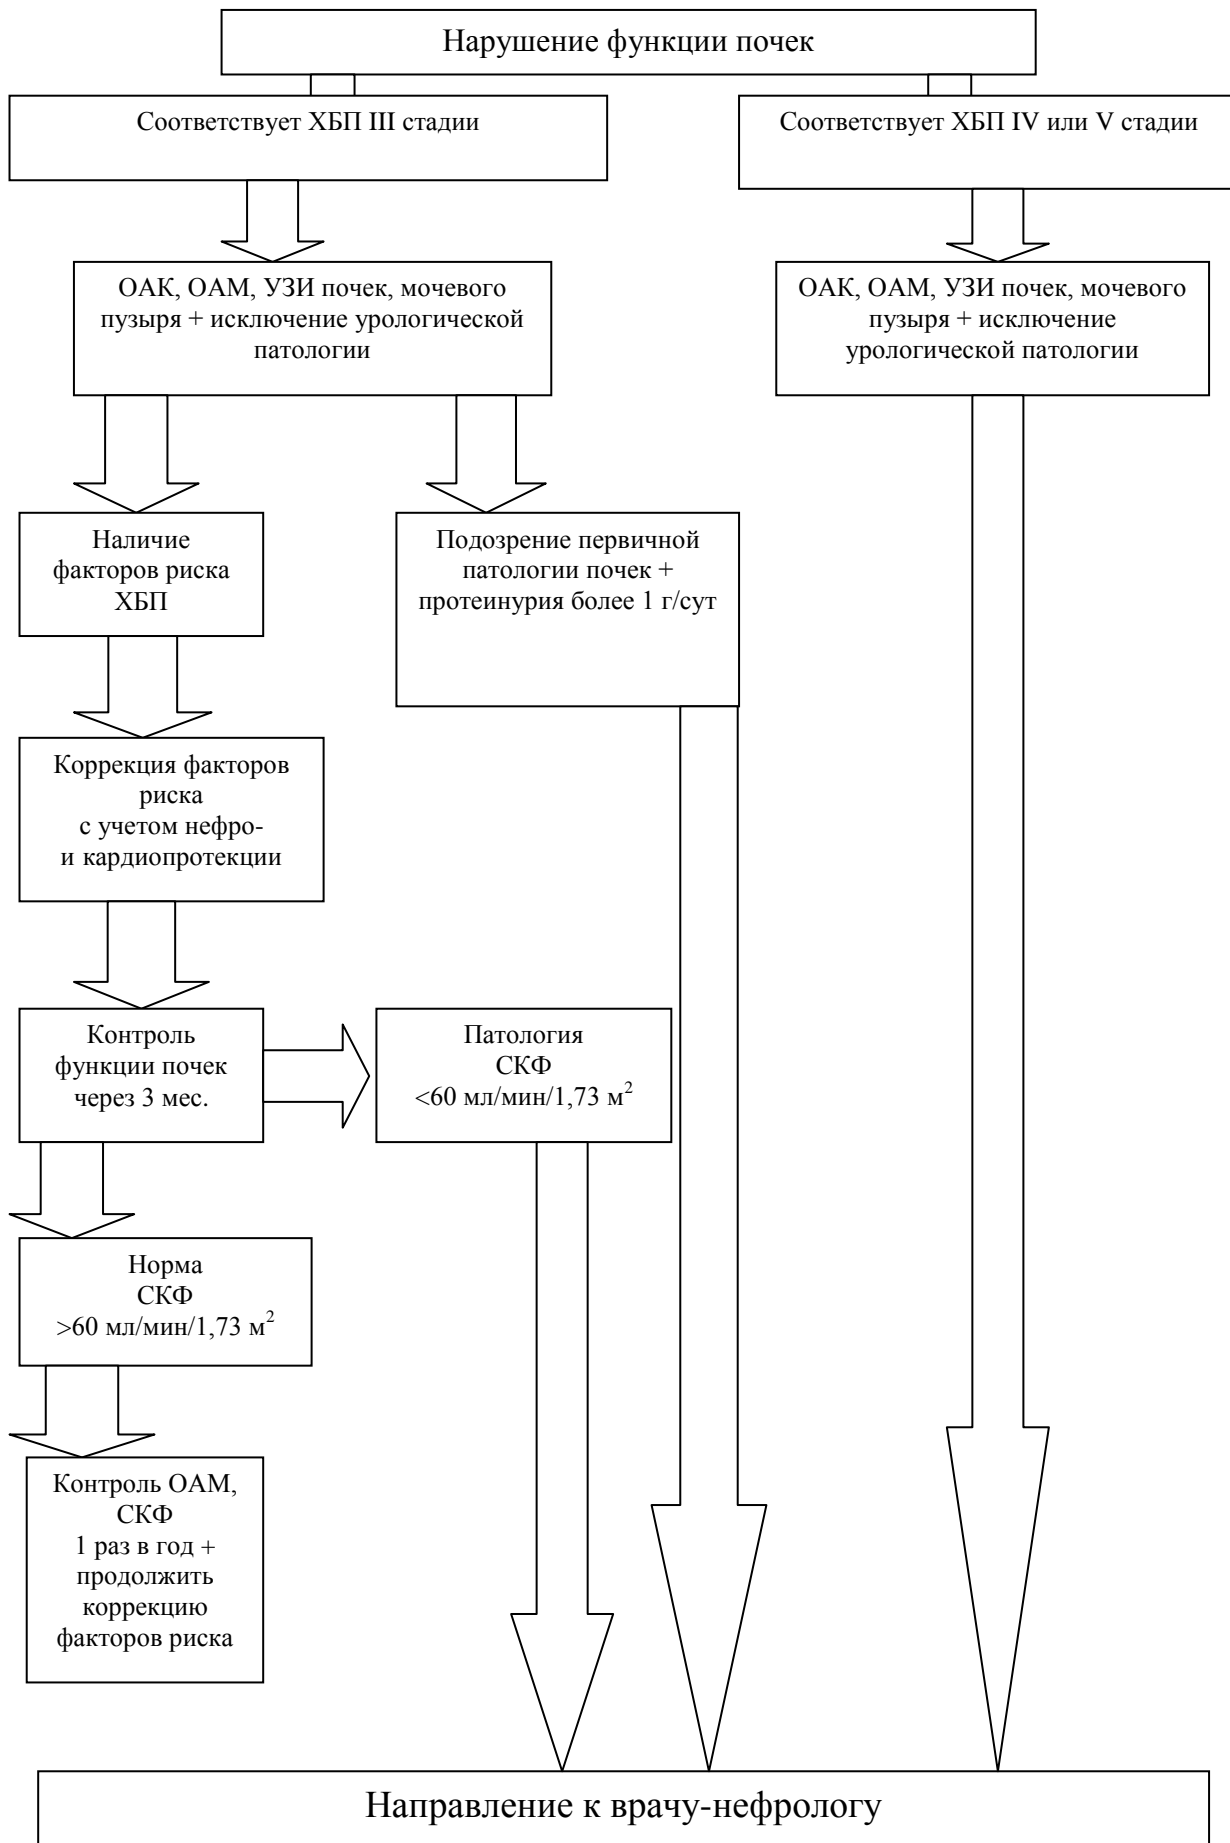 Нарушение функции почек
Соответствует ХБП III стадии
Соответствует ХБП IV или V стадии
ОАК, ОАМ, УЗИ почек, мочевого
пузыря + исключение урологической
патологии
ОАК, ОАМ, УЗИ почек, мочевого
пузыря + исключение
урологической патологии
Наличие
факторов риска
ХБП
Подозрение первичной
патологии почек +
протеинурия более 1 г/сут
Коррекция факторов
риска
с учетом нефро-
и кардиопротекции
Контроль
функции почек
через 3 мес.
Патология
СКФ
<60 мл/мин/1,73 м²
Норма
СКФ
>60 мл/мин/1,73 м²
Контроль ОАМ,
СКФ
1 раз в год +
продолжить
коррекцию
факторов риска
Направление к врачу-нефрологу